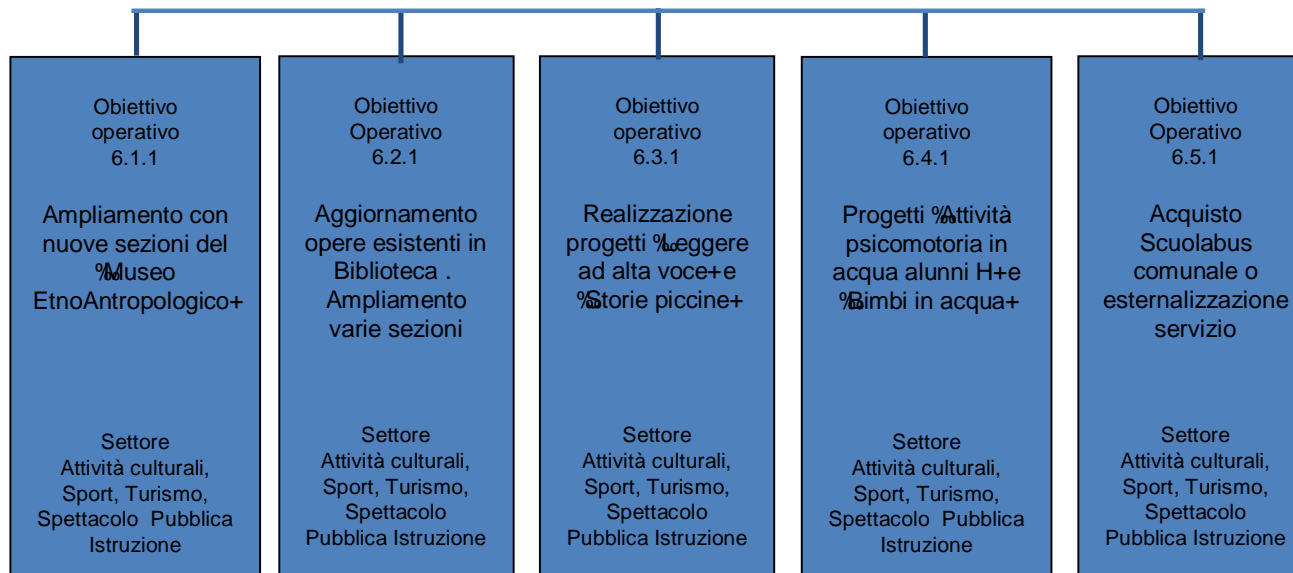 Obiettivo
operativo
6.1.1
Ampliamento con
nuove sezioni del
‰Museo
EtnoAntropologico+
Settore
Attività culturali,
Sport, Turismo,
Spettacolo Pubblica
Istruzione
Obiettivo
Operativo
6.2.1
Aggiornamento
opere esistenti in
Biblioteca .
Ampliamento
varie sezioni
Settore
Attività culturali,
Sport, Turismo,
Spettacolo
Pubblica Istruzione
Obiettivo
operativo
6.3.1
Realizzazione
progetti ‰Leggere
ad alta voce+e
‰Storie piccine+
Settore
Attività culturali,
Sport, Turismo,
Spettacolo
Pubblica Istruzione
Obiettivo
operativo
6.4.1
Progetti ‰Attività
psicomotoria in
acqua alunni H+e
‰Bimbi in acqua+
Settore
Attività culturali,
Sport, Turismo,
Spettacolo Pubblica
Istruzione
Obiettivo
Operativo
6.5.1
Acquisto
Scuolabus
comunale o
esternalizzazione
servizio
Settore
Attività culturali,
Sport, Turismo,
Spettacolo
Pubblica Istruzione